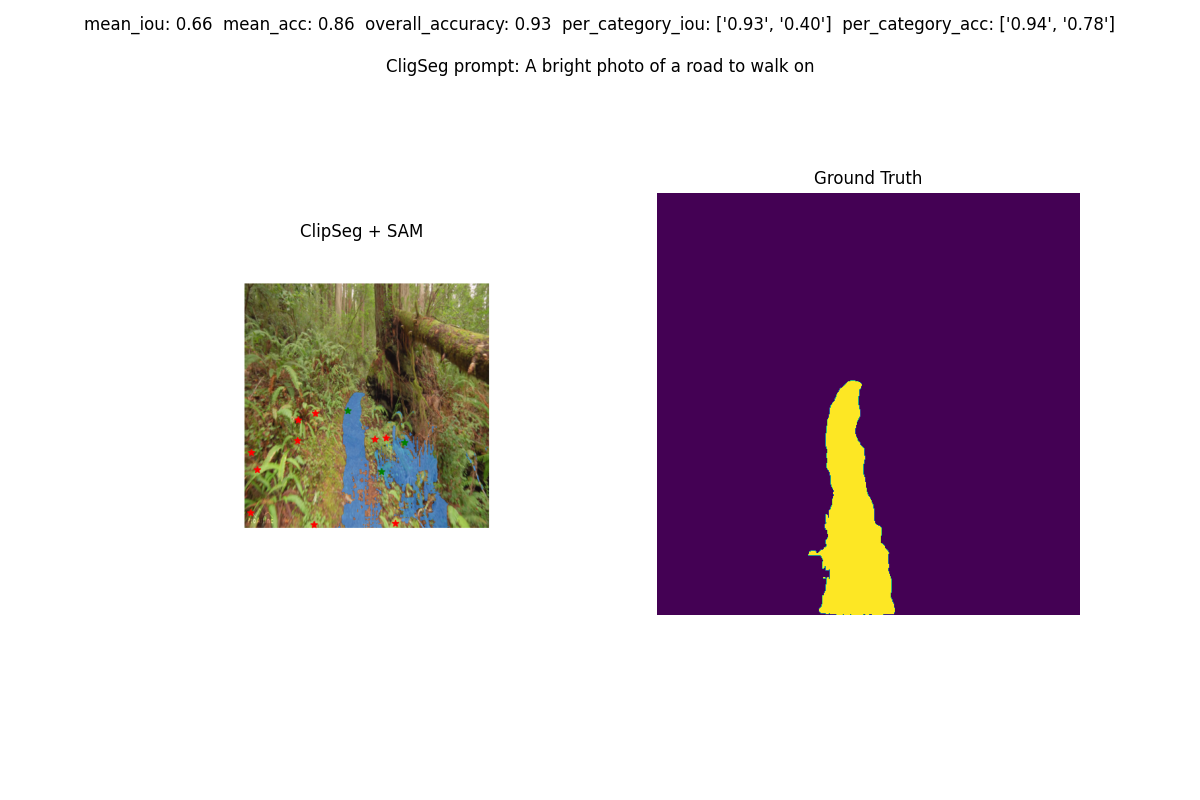 mean_iou: 0.66  mean_acc: 0.86  overall_accuracy: 0.93  per_category_iou: ['0.93', '0.40']  per_category_acc: ['0.94', '0.78']
CligSeg prompt: A bright photo of a road to walk on
Ground Truth
ClipSeg + SAM